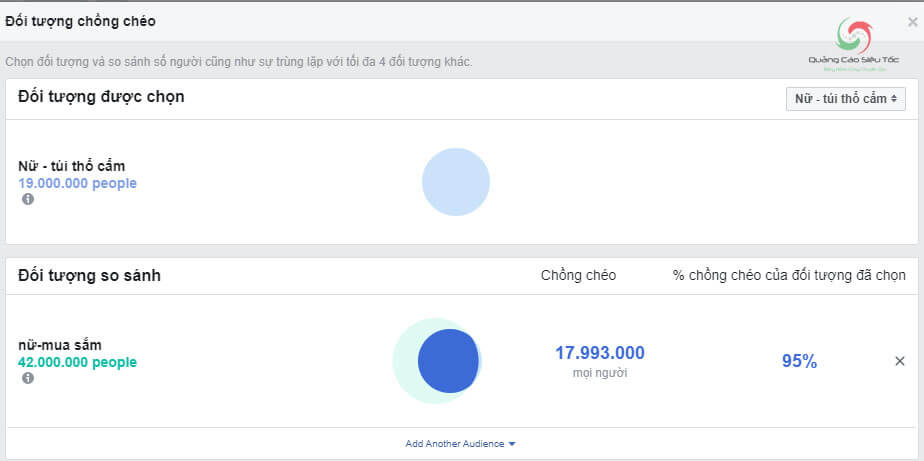 Đối tượng chồng chéo
Quảng Cáo Siêu Tốc
Chọn đối tượng và so sánh số người cũng như sự trùng lặp với tối đa 4 đối tượng khác.
Đối tượng được chọn
Nữ - túi thổ cẩm
Nữ - túi thổ cẩm
19.000.000 people
Đối tượng so sánh
Chồng chéo
% chồng chéo của đối tượng đã chọn
nữ-mua sắm
42.000.000 people
17.993.000
mọi người
95%
Add Another Audience